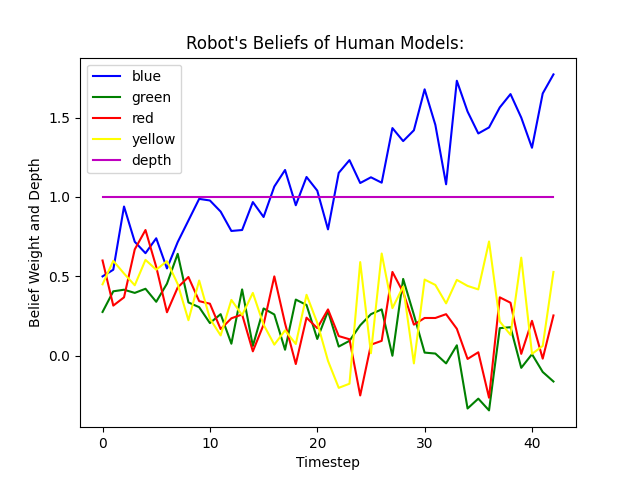 Robot's Beliefs of Human Models:
blue
green
red
yellow
depth
Belief Weight and Depth
1.5
1.0
0.5
0.0
0 10 20 30 40
Timestep